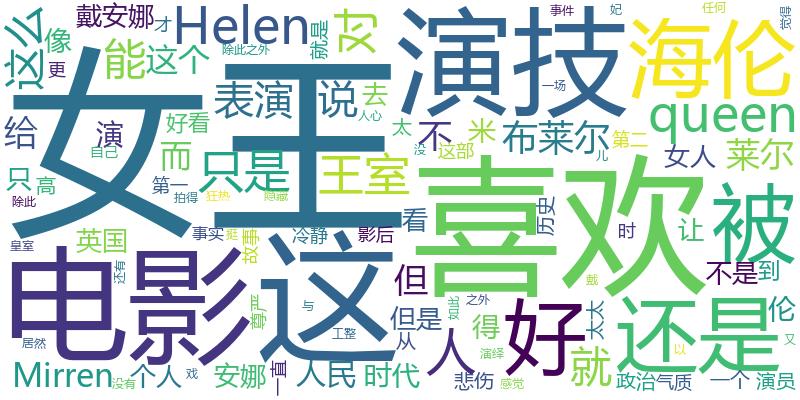 这么
戴安娜
才
Helen
对
演技
事件
妃
任何
觉得
海伦
像
更
能
这个
除此之外
就是
女王
表演
说
去
人心
一场
queen
给
演
好看
自己
而
太
没
不
米
这部
布莱尔
儿
第二
女人
莱尔
只
高
第一
拍得
只是
狂热
隐藏
王室
喜欢
被
除此
皇室
英国
还有
事实
挺
故事
冷静
影后
看
历史
时
让
电影
这
尊严
与
工整
但
但是
从
如此
之外
得
人
好
太太
不是
到
戴
还是
伦
居然
Mirren
没有
个人
戏
安娜
一直
人民
时代
悲伤
演绎
感觉
就
以
政治
气质
一个
演员
又